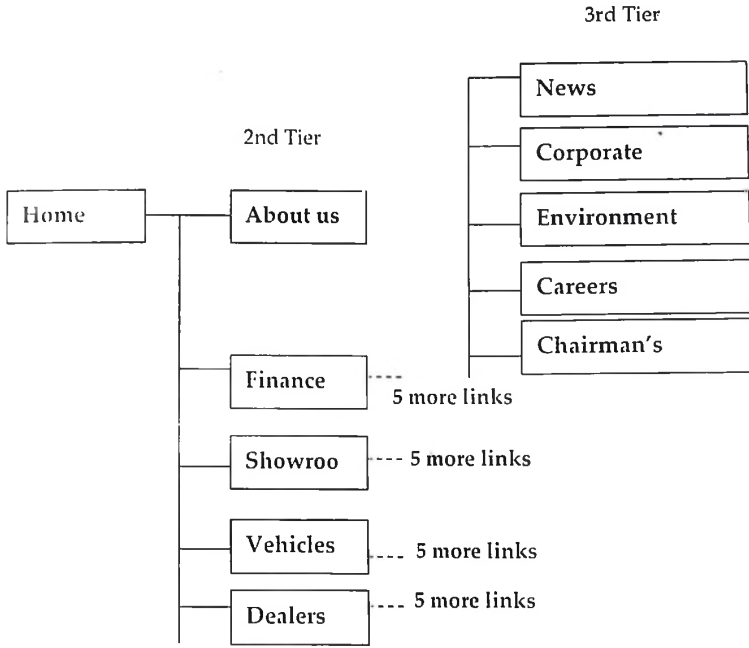 3rd Tier
News
2nd Tier
Corporate
Home
About us
Environment
Careers
Chairman's
Finance
5 more links
Showroo
5 more links
Vehicles
5 more links
Dealers
5 more links